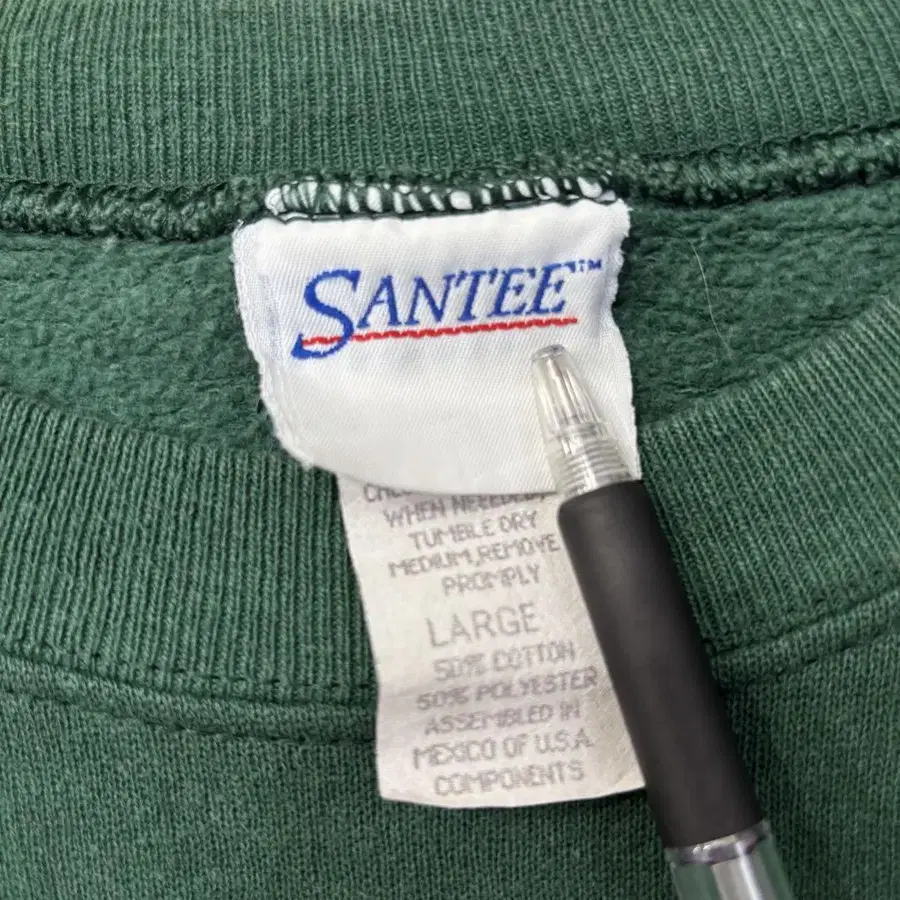 SANTEE™
WHEN NEEDED,
TUMBLE DRY
MEDIUM,REMOVE
PROMPLY
LARGE
50% COTTON
50% POLYESTER
ASSEMBLED IN
MEXICO OF U.S.A.
COMPONENTS